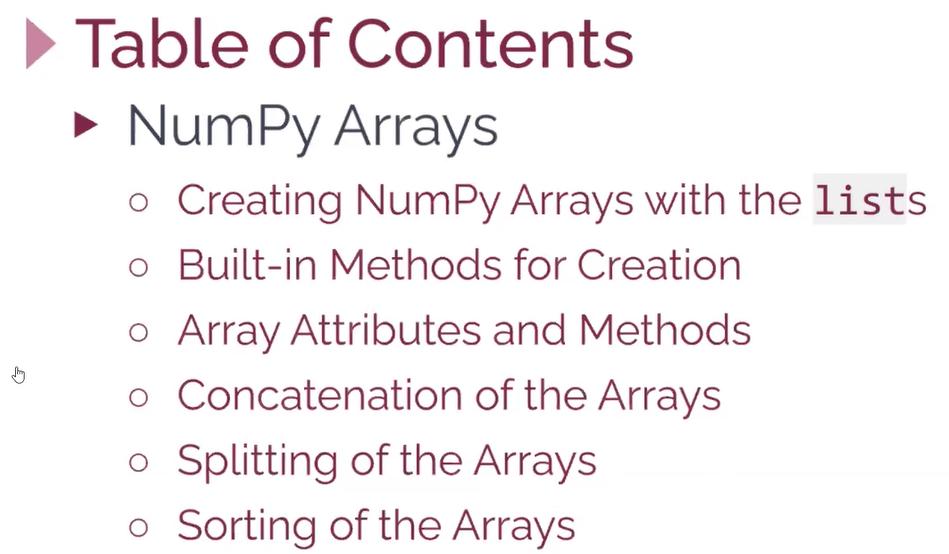 Table of Contents
NumPy Arrays
Creating NumPy Arrays with the lists
Built-in Methods for Creation
Array Attributes and Methods
Concatenation of the Arrays
Splitting of the Arrays
Sorting of the Arrays